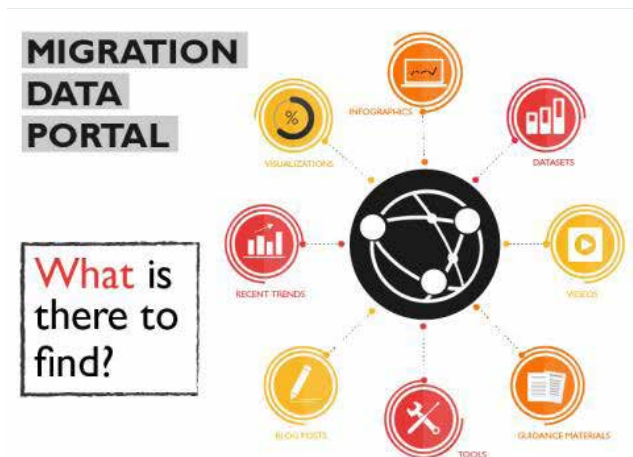 MIGRATION
DATA
PORTAL
What is
there to
find?
INFOGRAPHICS
VISUALIZATIONS
%
DATASETS
RECENT TRENDS
VIDEOS
BLOG POSTS
TOOLS
GUIDANCE MATERIALS